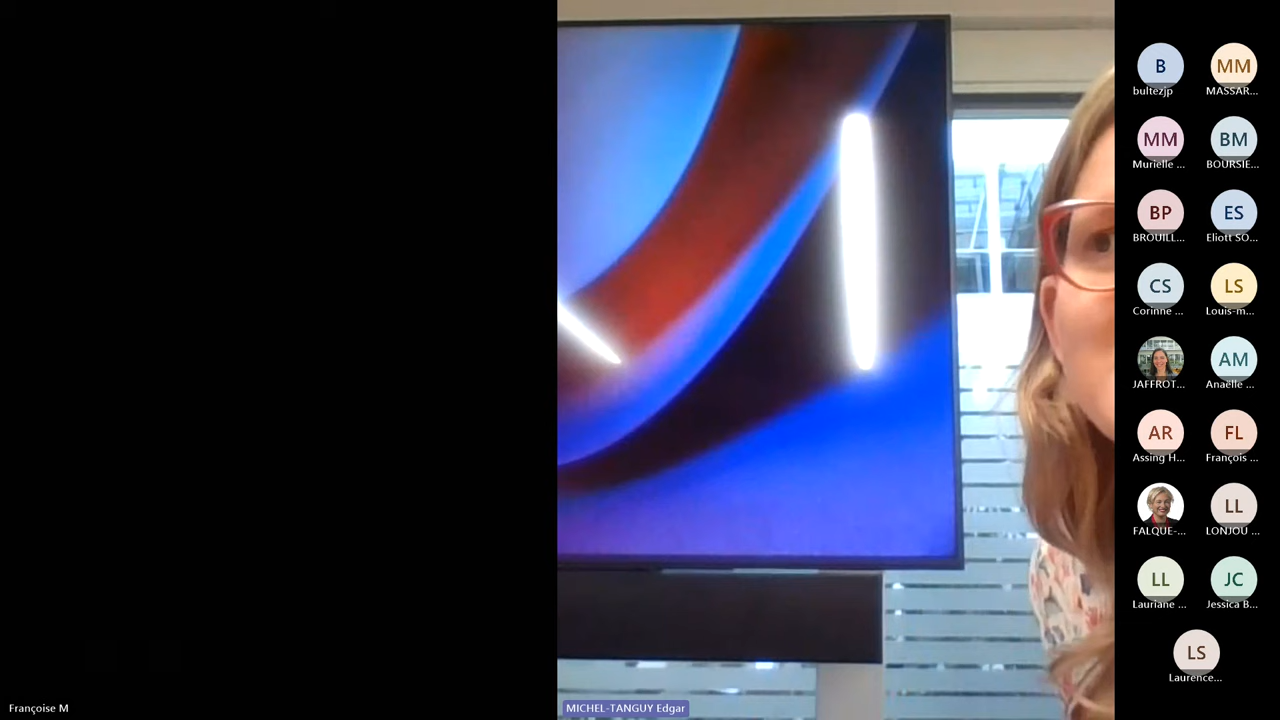 B
bultezjp
MM
MASSAR...
MM
Murielle ...
BM
BOURSIE...
BP
BROUILL...
ES
Eliott SO...
CS
Corinne ...
LS
Louis-m...
JAFFROT...
AM
Anaëlle ...
AR
Assing H...
FL
François ...
FALQUE-...
LL
LONJOU ...
LL
Lauriane ...
JC
Jessica B...
LS
Laurence...
Françoise M
MICHEL-TANGUY Edgar